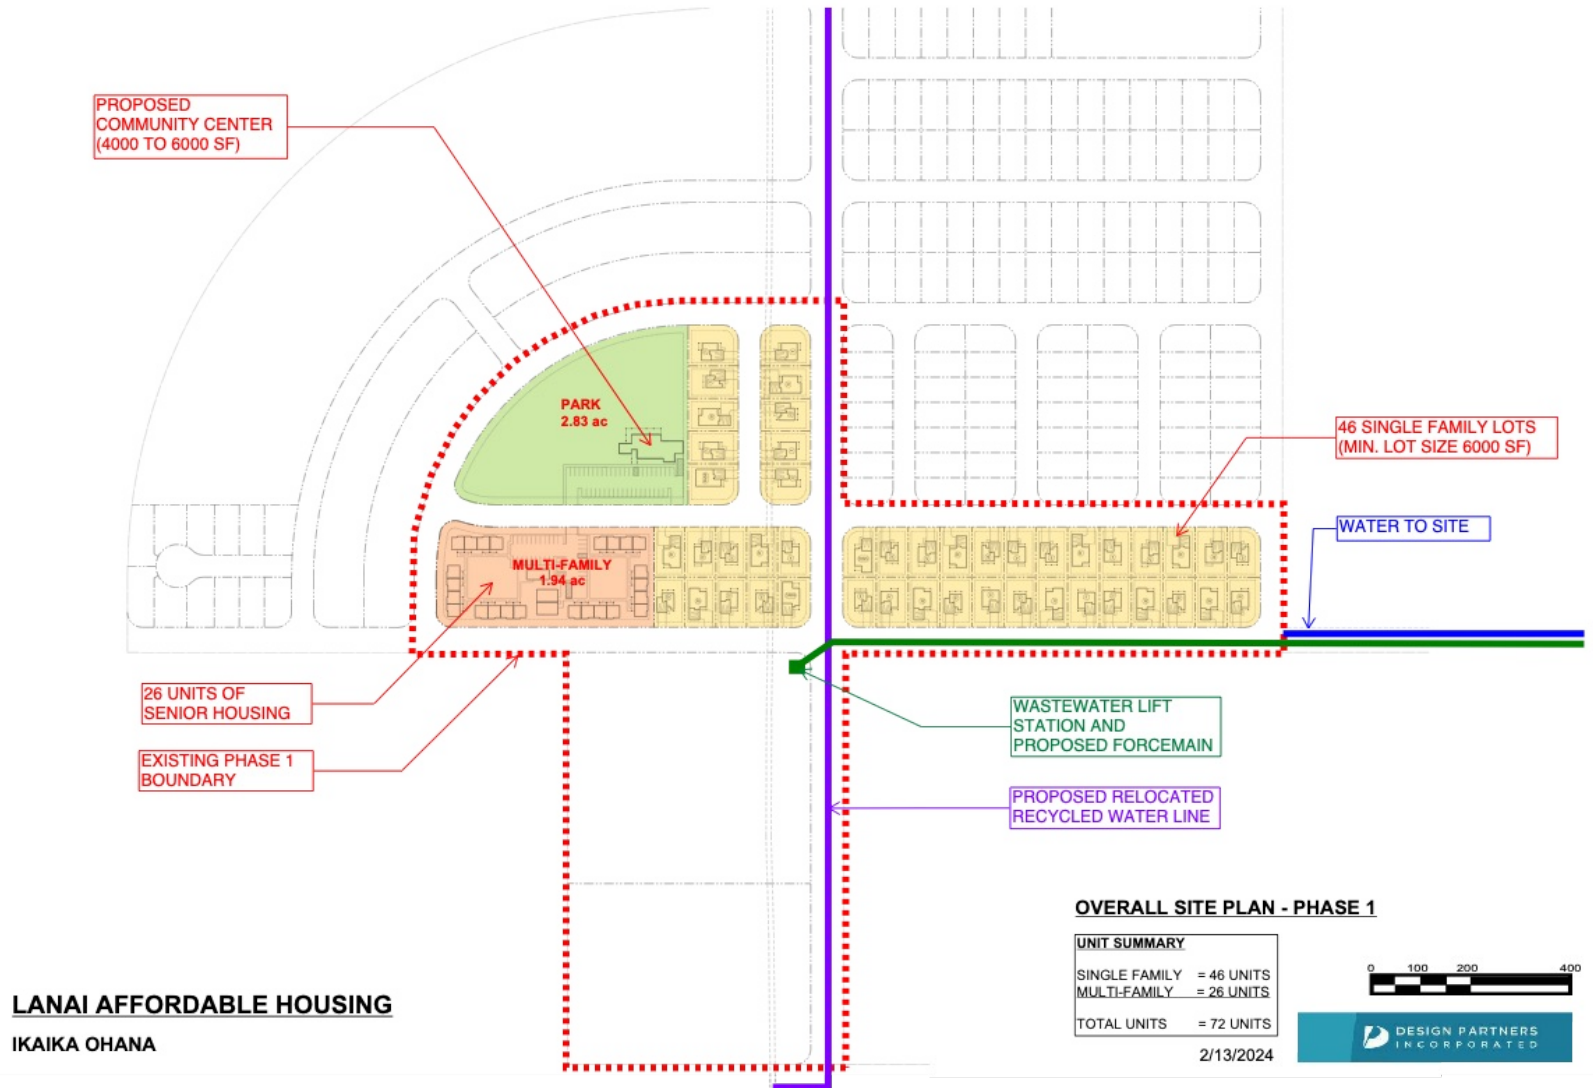 PROPOSED
COMMUNITY CENTER
(4000 TO 6000 SF)
PARK
2.83 ac
46 SINGLE FAMILY LOTS
(MIN. LOT SIZE 6000 SF)
WATER TO SITE
MULTI-FAMILY
1.94 ac
26 UNITS OF
SENIOR HOUSING
EXISTING PHASE 1
BOUNDARY
WASTEWATER LIFT
STATION AND
PROPOSED FORCEMAIN
PROPOSED RELOCATED
RECYCLED WATER LINE
OVERALL SITE PLAN - PHASE 1
UNIT SUMMARY
SINGLE FAMILY = 46 UNITS
MULTI-FAMILY = 26 UNITS
TOTAL UNITS = 72 UNITS
2/13/2024
0 100 200 400
DESIGN PARTNERS
INCORPORATED
LANAI AFFORDABLE HOUSING
IKAIKA OHANA